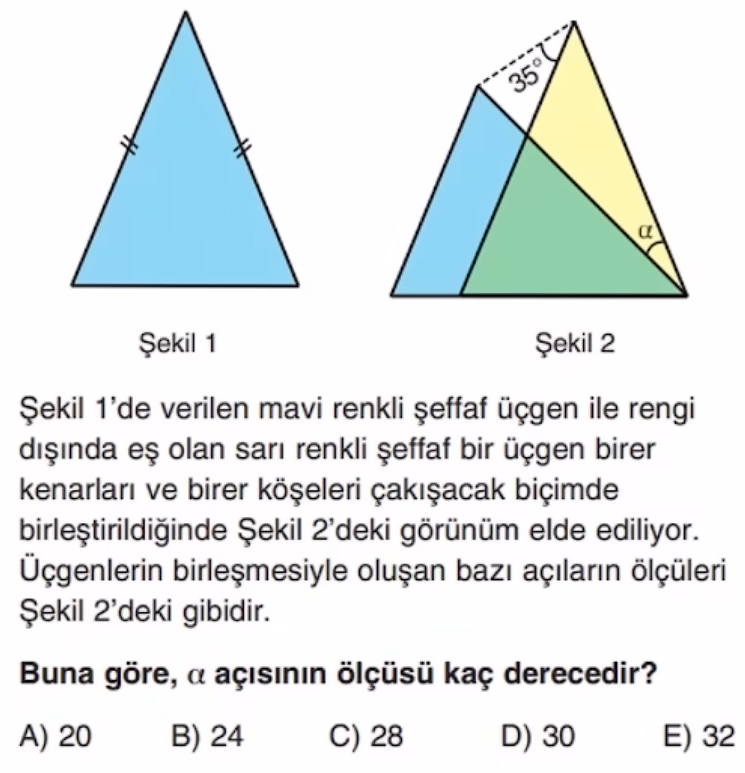 35°
α
Şekil 1
Şekil 2
Şekil 1'de verilen mavi renkli şeffaf üçgen ile rengi
dışında eş olan sarı renkli şeffaf bir üçgen birer
kenarları ve birer köşeleri çakışacak biçimde
birleştirildiğinde Şekil 2'deki görünüm elde ediliyor.
Üçgenlerin birleşmesiyle oluşan bazı açıların ölçüleri
Şekil 2'deki gibidir.
Buna göre, α açısının ölçüsü kaç derecedir?
A) 20 B) 24 C) 28 D) 30 E) 32